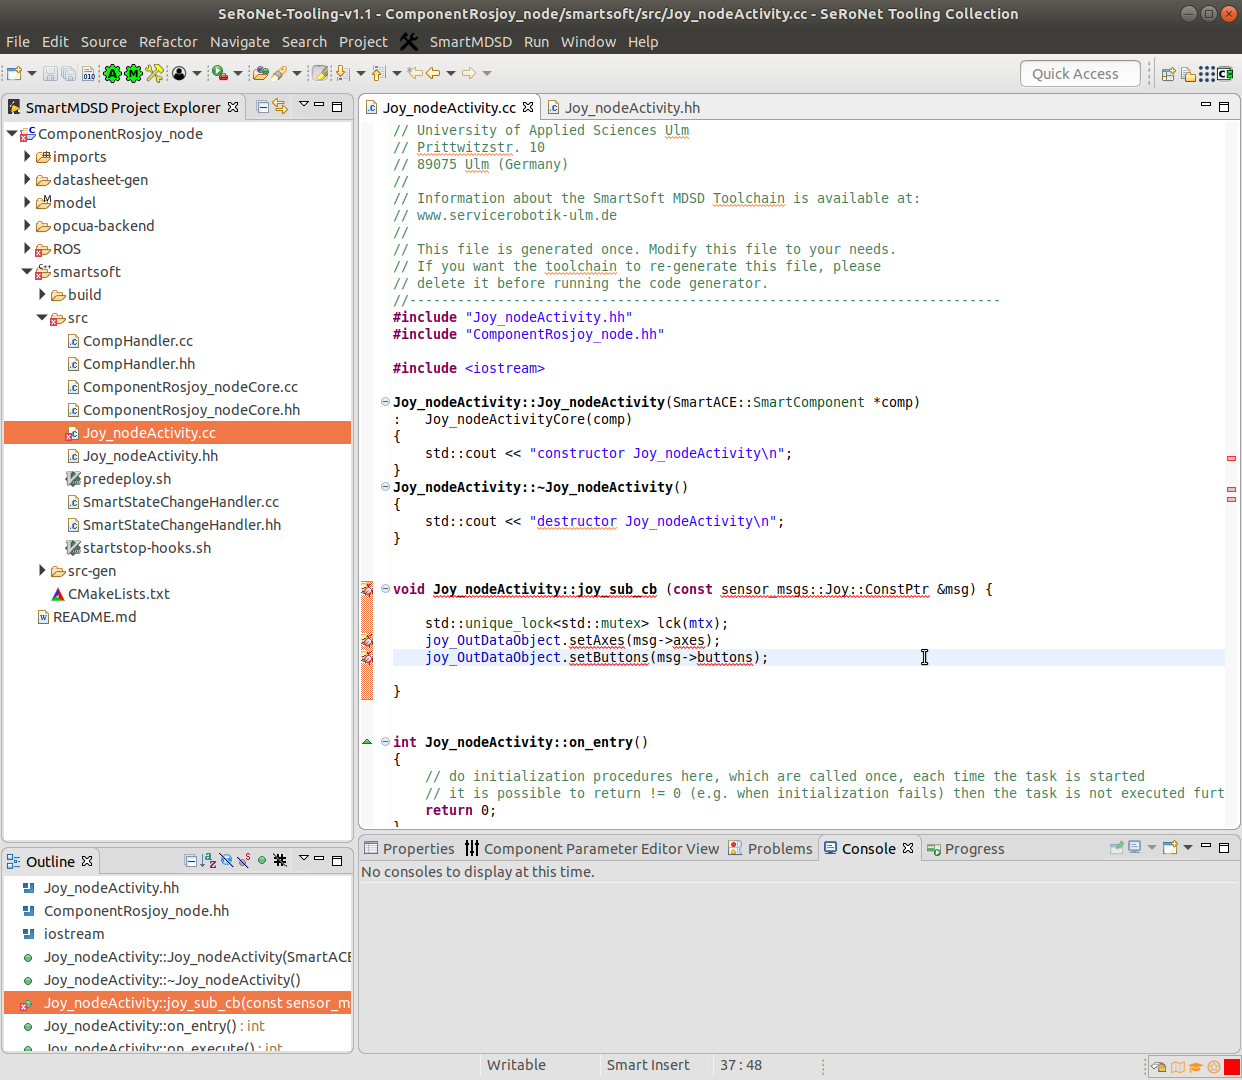 SeRoNet-Tooling-v1.1 - ComponentRosjoy_node/smartsoft/src/Joy_nodeActivity.cc - SeRoNet Tooling Collection
File Edit Source Refactor Navigate Search Project SmartMDSD Run Window Help
Quick Access
SmartMDSD Project Explorer
ComponentRosjoy_node
imports
datasheet-gen
model
opcua-backend
ROS
smartsoft
build
src
CompHandler.cc
CompHandler.hh
ComponentRosjoy_nodeCore.cc
ComponentRosjoy_nodeCore.hh
Joy_nodeActivity.cc
Joy_nodeActivity.hh
predeploy.sh
SmartStateChangeHandler.cc
SmartStateChangeHandler.hh
startstop-hooks.sh
src-gen
CMakeLists.txt
README.md
Joy_nodeActivity.cc Joy_nodeActivity.hh
// University of Applied Sciences Ulm
// Prittwitzstr. 10
// 89075 Ulm (Germany)
//
// Information about the SmartSoft MDSD Toolchain is available at:
// www.servicerobotik-ulm.de
//
// This file is generated once. Modify this file to your needs.
// If you want the toolchain to re-generate this file, please
// delete it before running the code generator.
//--------------------------------------------------------------------------
#include "Joy_nodeActivity.hh"
#include "ComponentRosjoy_node.hh"
#include <iostream>
Joy_nodeActivity::Joy_nodeActivity(SmartACE::SmartComponent *comp)
: Joy_nodeActivityCore(comp)
{
std::cout << "constructor Joy_nodeActivity\n";
}
Joy_nodeActivity::~Joy_nodeActivity()
{
std::cout << "destructor Joy_nodeActivity\n";
}
void Joy_nodeActivity::joy_sub_cb (const sensor_msgs::Joy::ConstPtr &msg) {
std::unique_lock<std::mutex> lck(mtx);
joy_OutDataObject.setAxes(msg->axes);
joy_OutDataObject.setButtons(msg->buttons);
}
int Joy_nodeActivity::on_entry()
{
// do initialization procedures here, which are called once, each time the task is started
// it is possible to return != 0 (e.g. when initialization fails) then the task is not executed furt
return 0;
}
Outline
Joy_nodeActivity.hh
ComponentRosjoy_node.hh
iostream
Joy_nodeActivity::Joy_nodeActivity(SmartACE
Joy_nodeActivity::~Joy_nodeActivity()
Joy_nodeActivity::joy_sub_cb(const sensor_m
Joy_nodeActivity::on_entry() : int
Joy_nodeActivity::on_execute() : int
Properties Component Parameter Editor View Problems Console Progress
No consoles to display at this time.
Writable Smart Insert 37 : 48